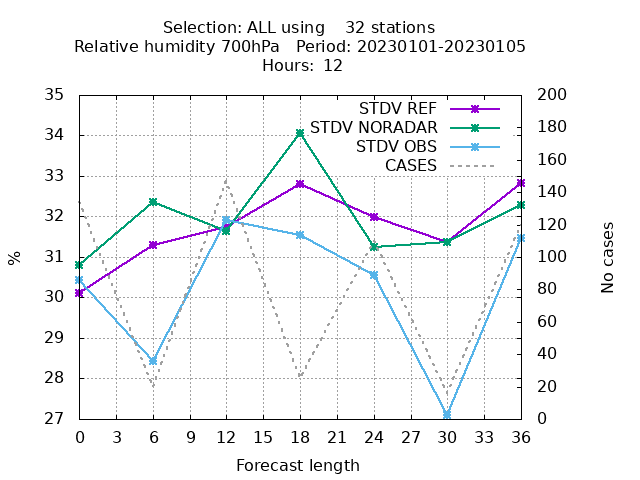 Selection: ALL using    32 stations
Relative humidity 700hPa   Period: 20230101-20230105
Hours: 12
STDV REF
STDV NORADAR
STDV OBS
CASES
35
34
33
32
31
30
29
28
27
200
180
160
140
120
100
80
60
40
20
0
%
No cases
0 3 6 9 12 15 18 21 24 27 30 33 36
Forecast length